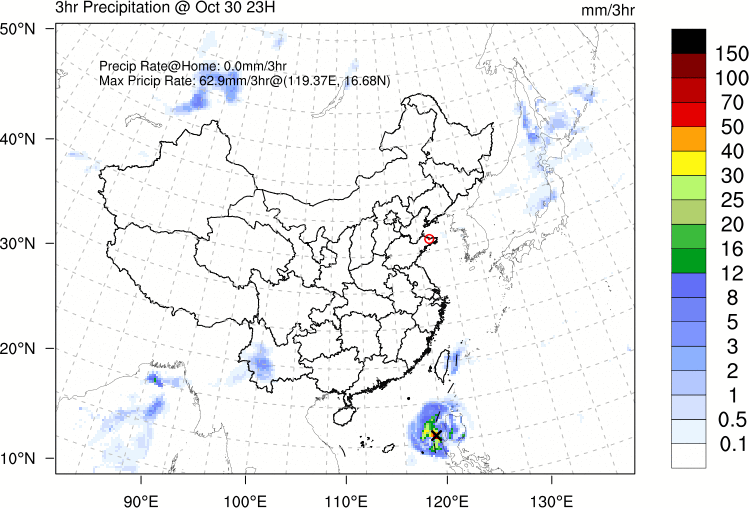 3hr Precipitation @ Oct 30 23H
mm/3hr
Precip Rate@Home: 0.0mm/3hr
Max Pricip Rate: 62.9mm/3hr@(119.37E, 16.68N)
50°N
40°N
30°N
20°N
10°N
90°E
100°E
110°E
120°E
130°E
150
100
70
50
40
30
25
20
16
12
8
5
3
2
1
0.5
0.1